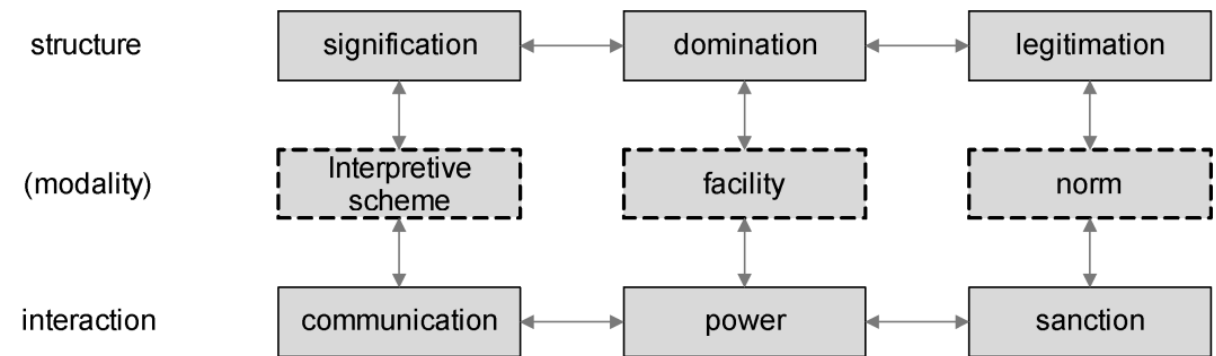 structure signification domination legitimation
(modality) Interpretive scheme facility norm
interaction communication power sanction